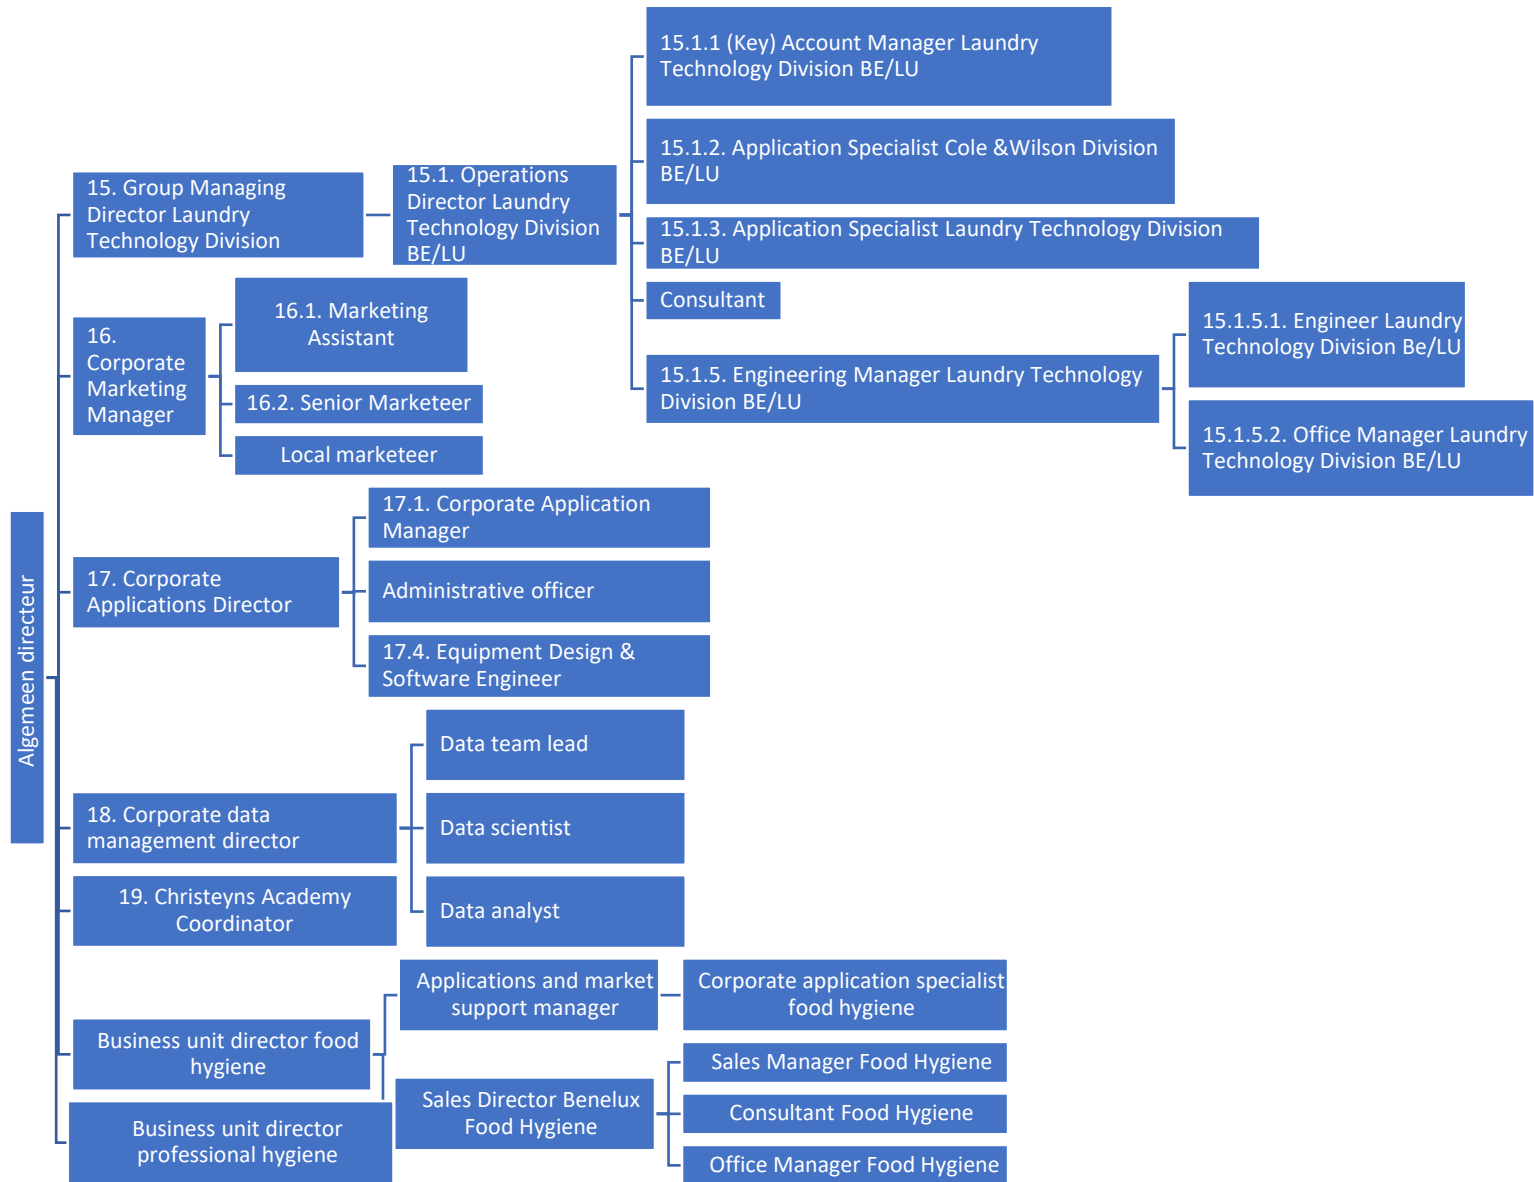 Algemeen directeur
15. Group Managing
Director Laundry
Technology Division
15.1. Operations
Director Laundry
Technology Division
BE/LU
15.1.1 (Key) Account Manager Laundry
Technology Division BE/LU
15.1.2. Application Specialist Cole &Wilson Division
BE/LU
15.1.3. Application Specialist Laundry Technology Division
BE/LU
Consultant
15.1.5. Engineering Manager Laundry Technology
Division BE/LU
15.1.5.1. Engineer Laundry
Technology Division Be/LU
15.1.5.2. Office Manager Laundry
Technology Division BE/LU
16.
Corporate
Marketing
Manager
16.1. Marketing
Assistant
16.2. Senior Marketeer
Local marketeer
17. Corporate
Applications Director
17.1. Corporate Application
Manager
Administrative officer
17.4. Equipment Design &
Software Engineer
18. Corporate data
management director
Data team lead
Data scientist
Data analyst
19. Christeyns Academy
Coordinator
Business unit director food
hygiene
Applications and market
support manager
Corporate application specialist
food hygiene
Sales Director Benelux
Food Hygiene
Sales Manager Food Hygiene
Consultant Food Hygiene
Office Manager Food Hygiene
Business unit director
professional hygiene